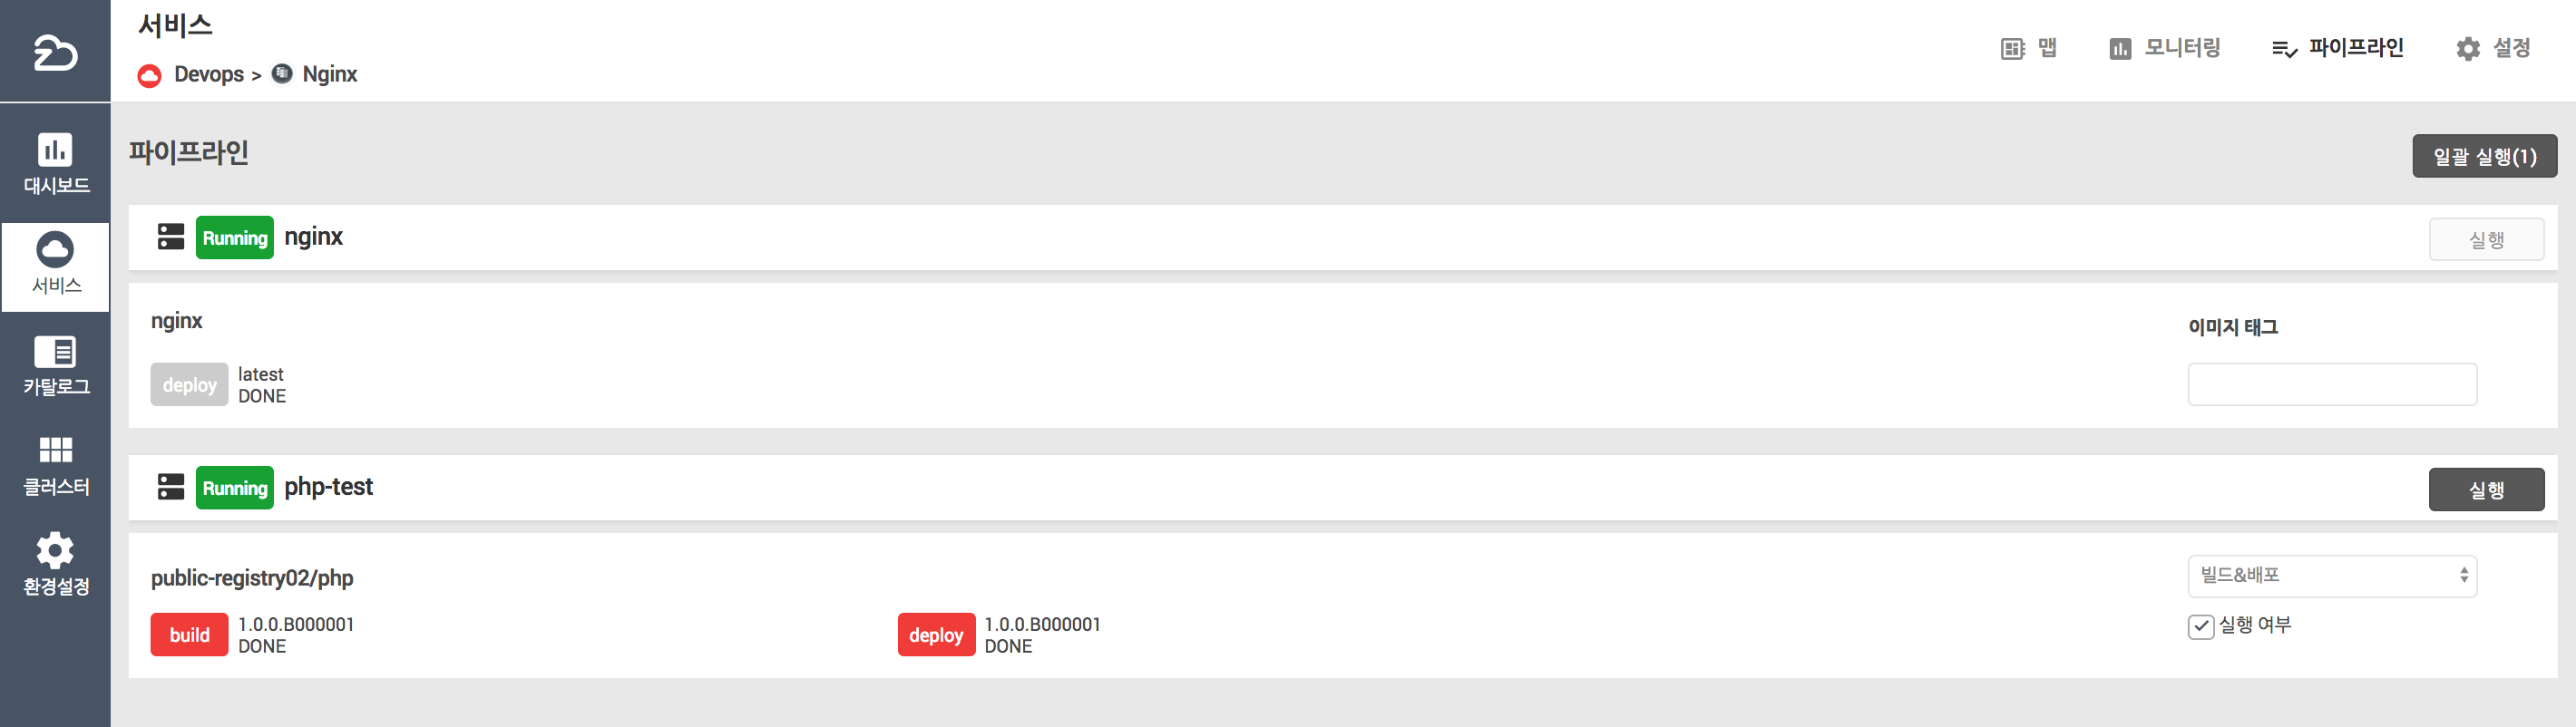 서비스
Devops > Nginx
맵
모니터링
파이프라인
설정
대시보드
서비스
카탈로그
클러스터
환경설정
파이프라인
일괄 실행(1)
Running nginx
실행
nginx
이미지 태그
deploy
latest
DONE
Running php-test
실행
public-registry02/php
빌드&배포
build
1.0.0.B000001
DONE
deploy
1.0.0.B000001
DONE
실행 여부